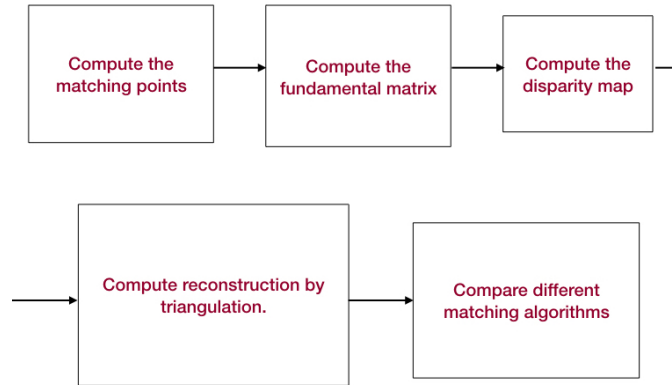 Compute the
matching points
Compute the
fundamental matrix
Compute the
disparity map
Compute reconstruction by
triangulation.
Compare different
matching algorithms